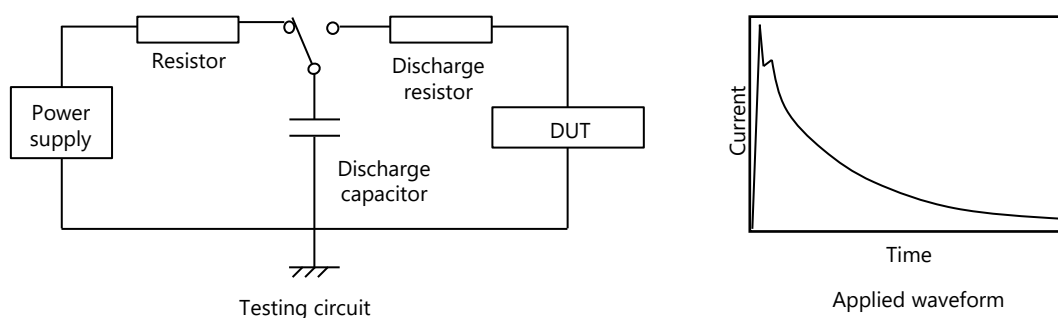 Resistor
Discharge
resistor
Power
supply
DUT
Discharge
capacitor
Testing circuit
Current
Time
Applied waveform